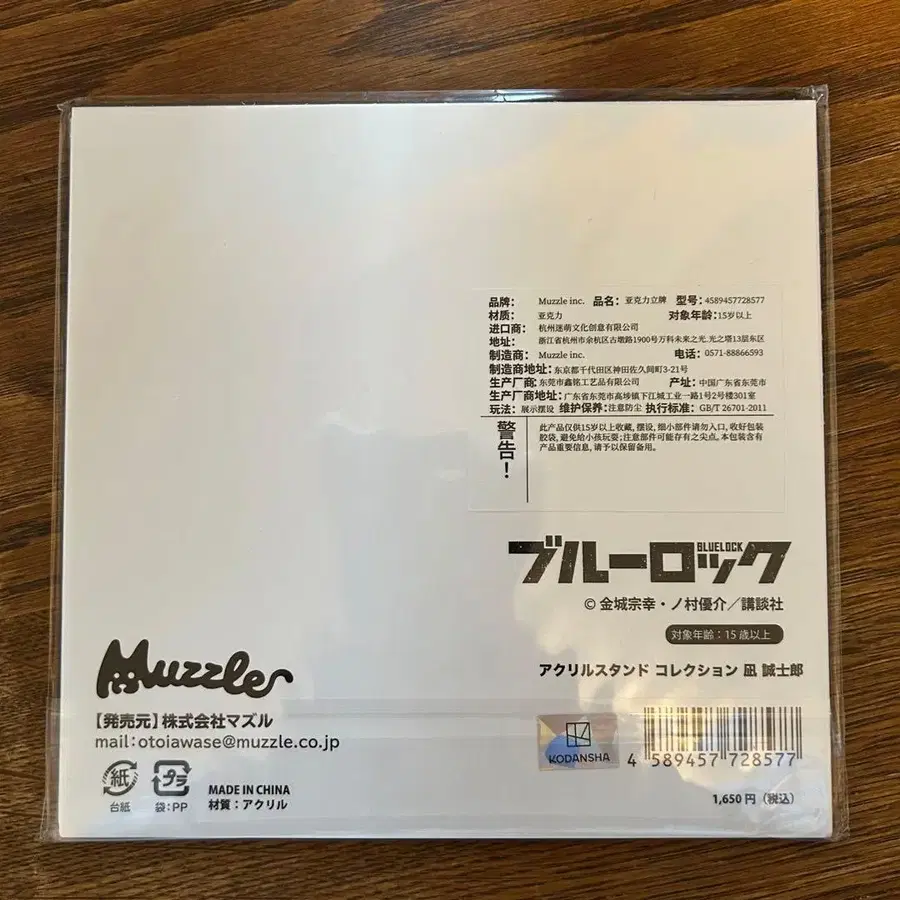 品牌： Muzzle inc. 品名：亚克力立牌 型号：4589457728577
材质： 亚克力 对象年龄：15岁以上
进口商： 杭州迷萌文化创意有限公司
地址： 浙江省杭州市余杭区古墩路1900号万科未来之光.光之塔13层东区
制造商： Muzzle inc. 电话：0571-88866593
制造商地址：东京都千代田区神田佐久间町3-21号
生产厂商：东莞市鑫铭工艺品有限公司 产址：中国广东省东莞市
生产厂商地址：广东省东莞市高埗镇下江城工业一路1号2号楼301室
玩法：展示摆设 维护保养：注意防尘 执行标准：GB/T 26701-2011
警告！
此产品仅供15岁以上收藏,摆设,细小部件请勿入口,收好包装
胶袋,避免给小孩玩耍;注意部件可能存有之尖点.本包装含有
产品重要信息,请予以保留备用。
ブルーロック
BLUELOCK
© 金城宗幸・ノ村優介／講談社
対象年齢：15 歳以上
アクリルスタンド コレクション 凪 誠士郎
Muzzle
【発売元】株式会社マズル
mail：otoiawase@muzzle.co.jp
紙
台紙
プラ
袋：PP
MADE IN CHINA
材質：アクリル
KODANSHA
4 589457 728577
1,650 円（税込）